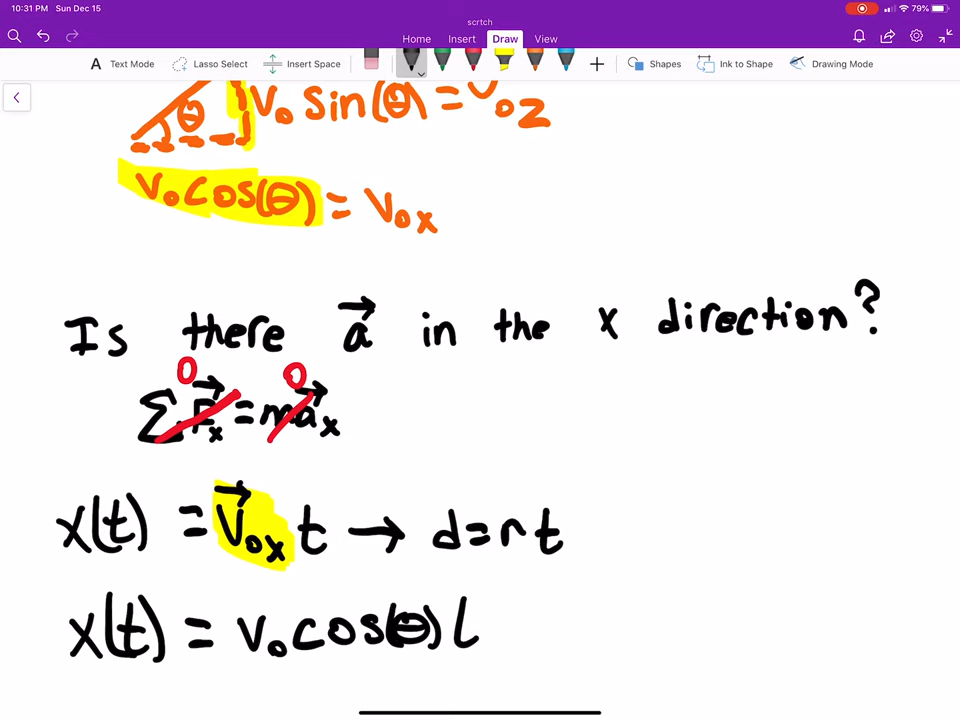 10:31 PM Sun Dec 15
79%
scrtch
Home Insert Draw View
A Text Mode Lasso Select Insert Space Shapes Ink to Shape Drawing Mode
θ V₀ sin(θ) = V₀z
V₀cos(θ) = V₀x
Is there a⃗ in the x direction?
0 0
∑F⃗x = ma⃗x
x(t) = V⃗₀x t → d=rt
x(t) = V₀cos(θ) l